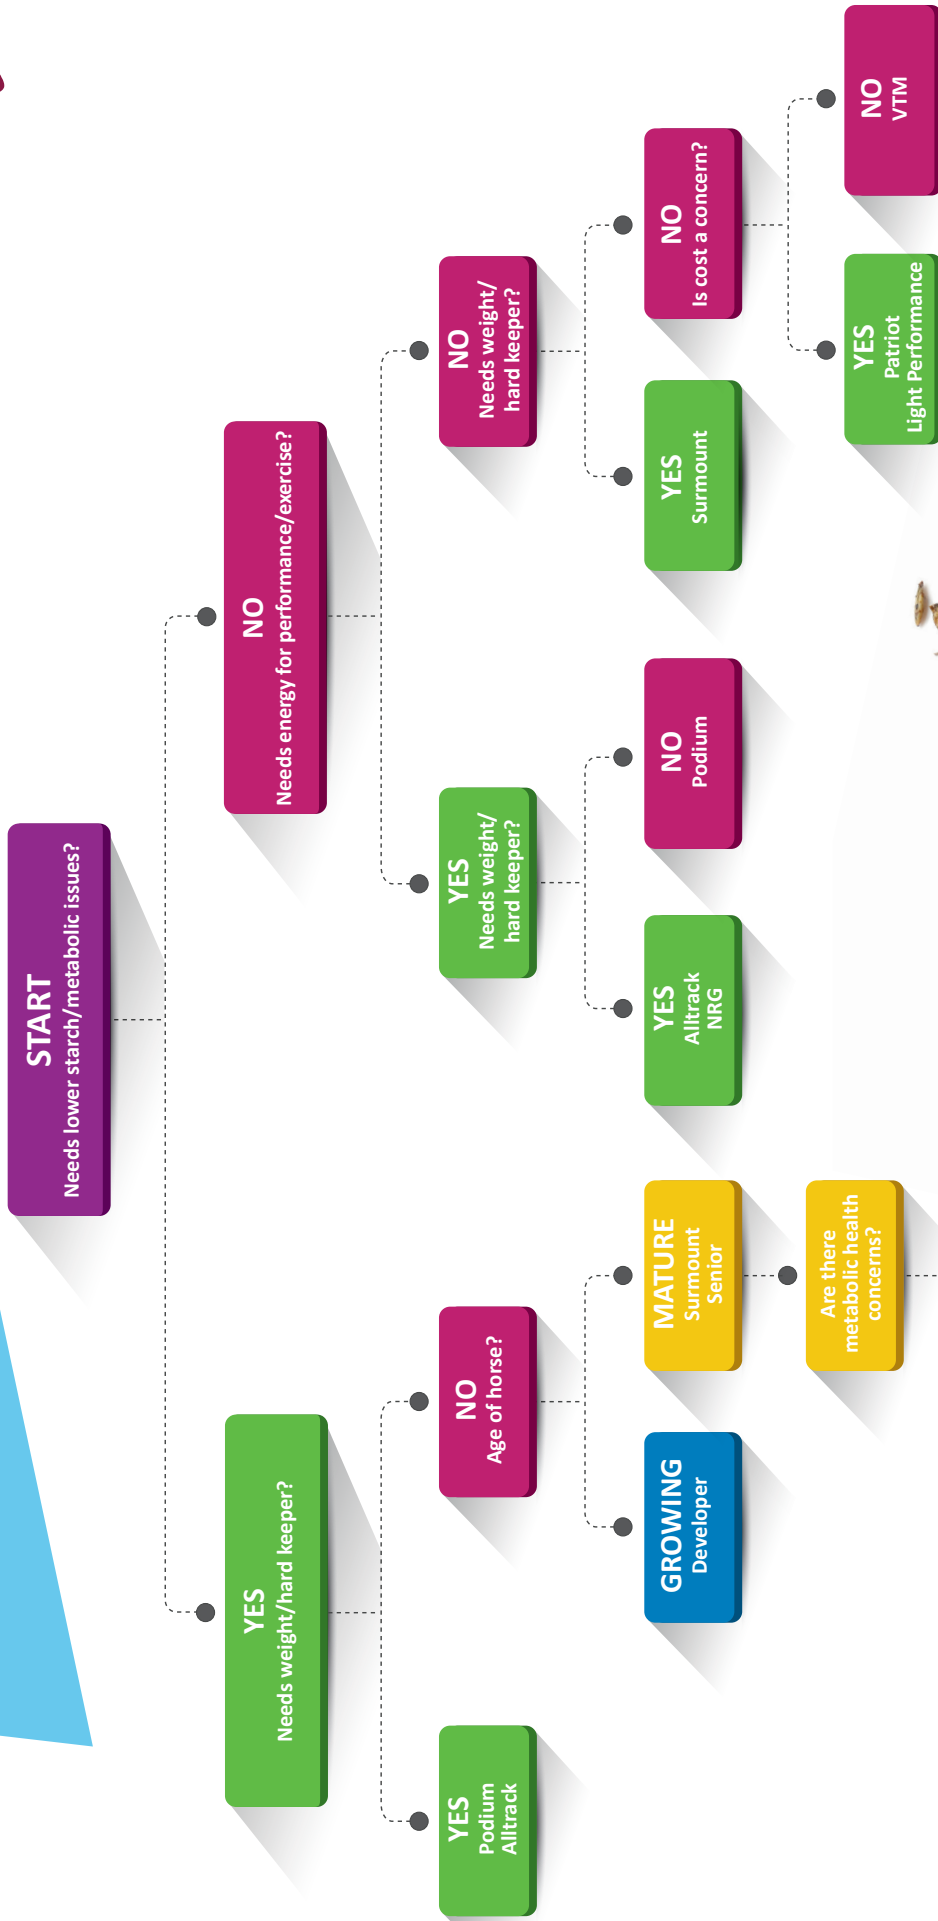 START
Needs lower starch/metabolic issues?
YES
Needs weight/hard keeper?
NO
Needs energy for performance/exercise?
YES
Podium
Alltrack
NO
Age of horse?
YES
Needs weight/
hard keeper?
NO
Needs weight/
hard keeper?
GROWING
Developer
MATURE
Surmount
Senior
YES
Alltrack
NRG
NO
Podium
YES
Surmount
NO
Is cost a concern?
Are there
metabolic health
concerns?
YES
Patriot
Light Performance
NO
VTM